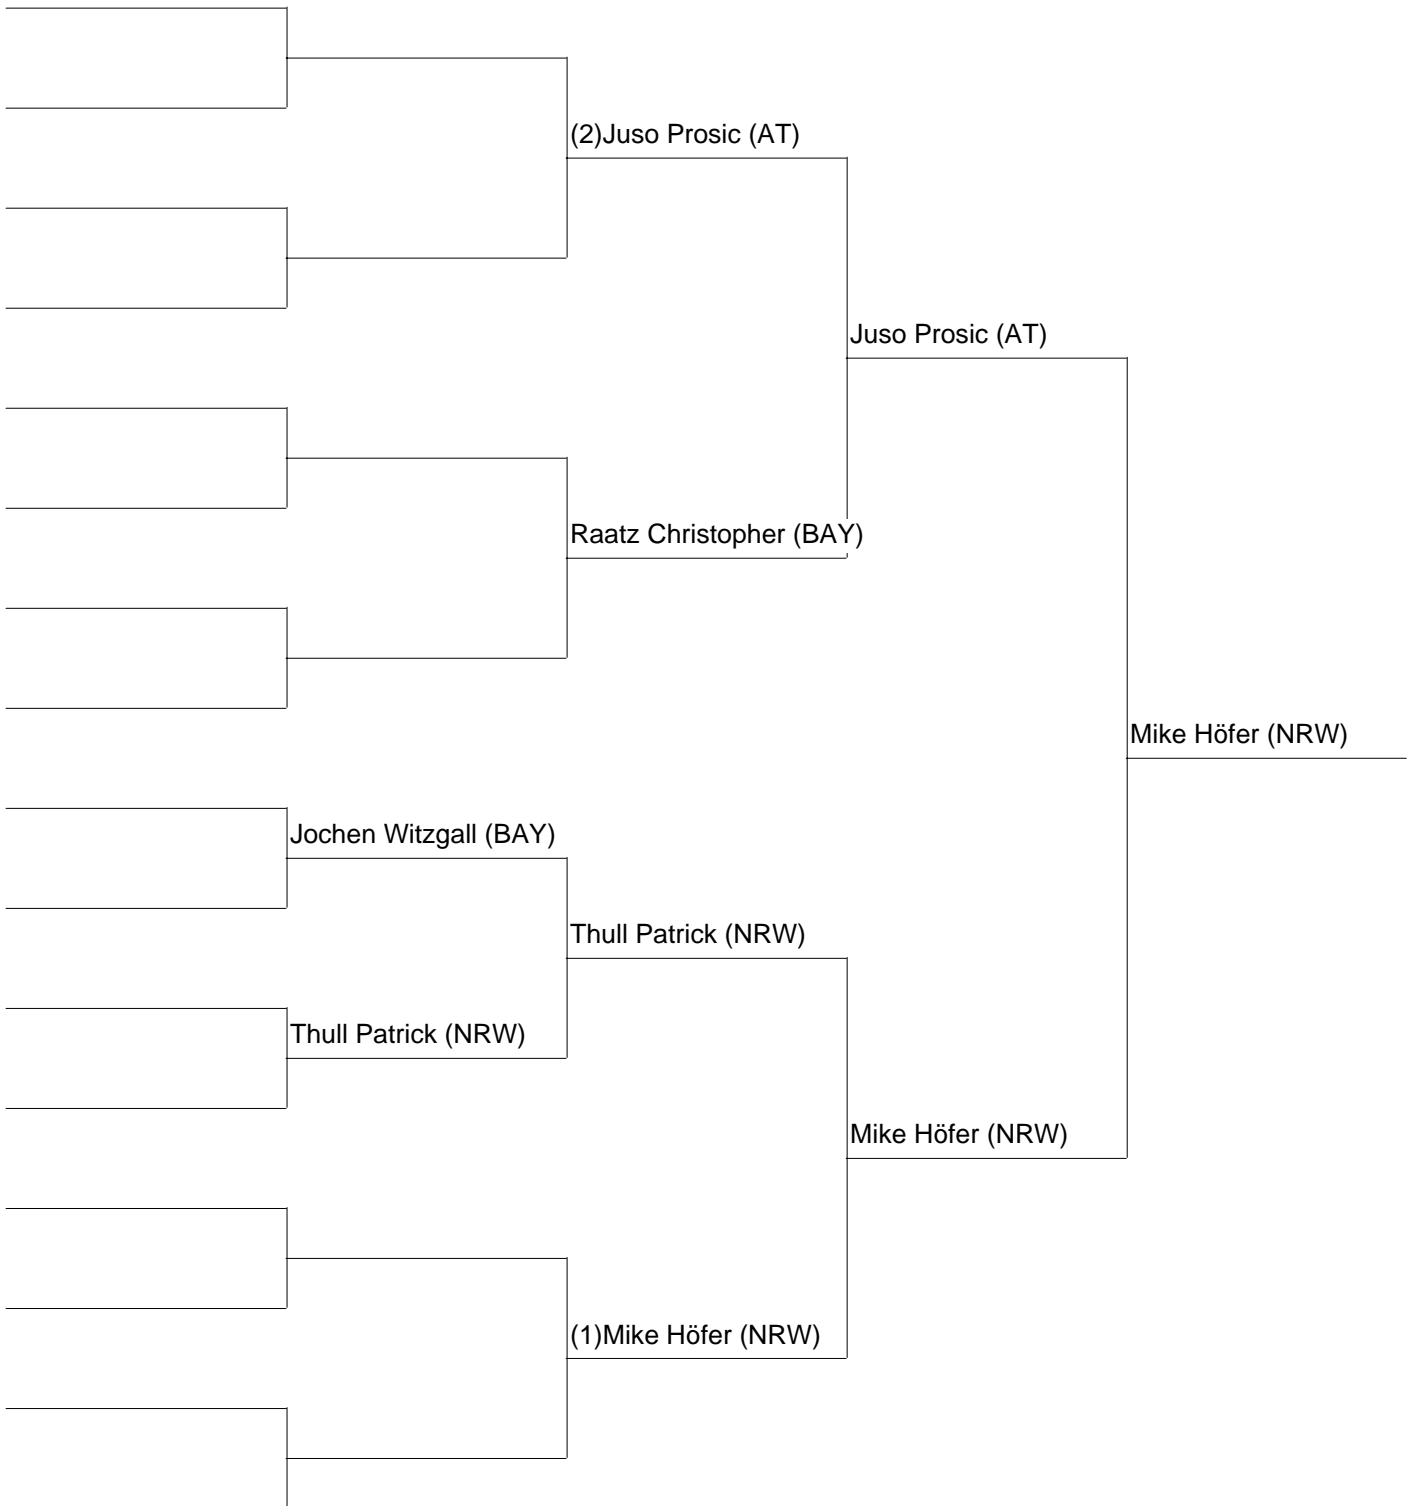 (2)Juso Prosic (AT)
Juso Prosic (AT)
Raatz Christopher (BAY)
Mike Höfer (NRW)
Jochen Witzgall (BAY)
Thull Patrick (NRW)
Thull Patrick (NRW)
Mike Höfer (NRW)
(1)Mike Höfer (NRW)